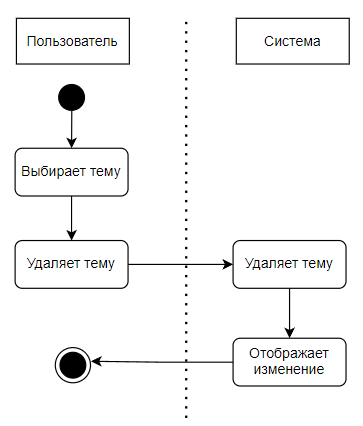 Пользователь
Система
Выбирает тему
Удаляет тему
Удаляет тему
Отображает
изменение